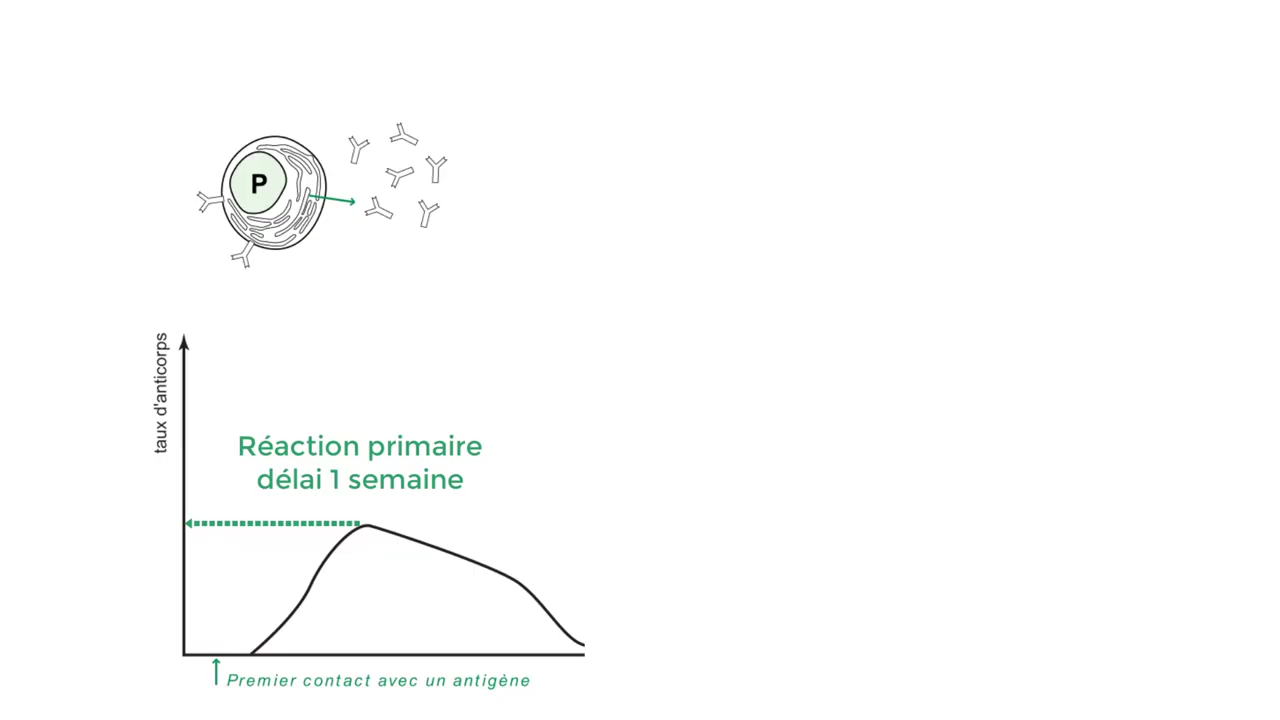 P
taux d'anticorps
Réaction primaire
délai 1 semaine
Premier contact avec un antigène